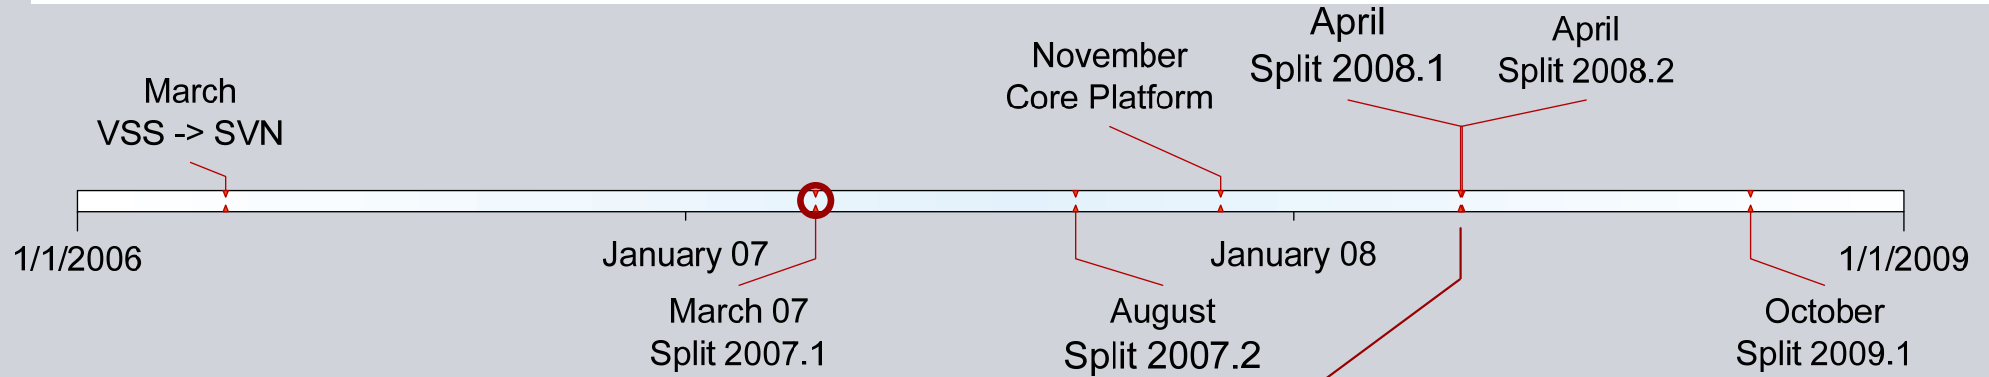 March
VSS -> SVN
November
Core Platform
April
Split 2008.1
April
Split 2008.2
1/1/2006
January 07
January 08
1/1/2009
March 07
Split 2007.1
August
Split 2007.2
October
Split 2009.1